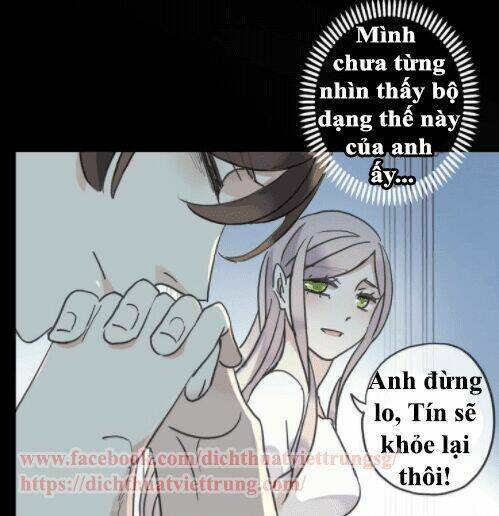 Mình
chưa từng
nhìn thấy bộ
dạng thế này
của anh
ấy...
Anh đừng
lo, Tín sẽ
khỏe lại
thôi!
www.facebook.com/dichthuatviettrungsg/
https://dichthuatviettrung.com/